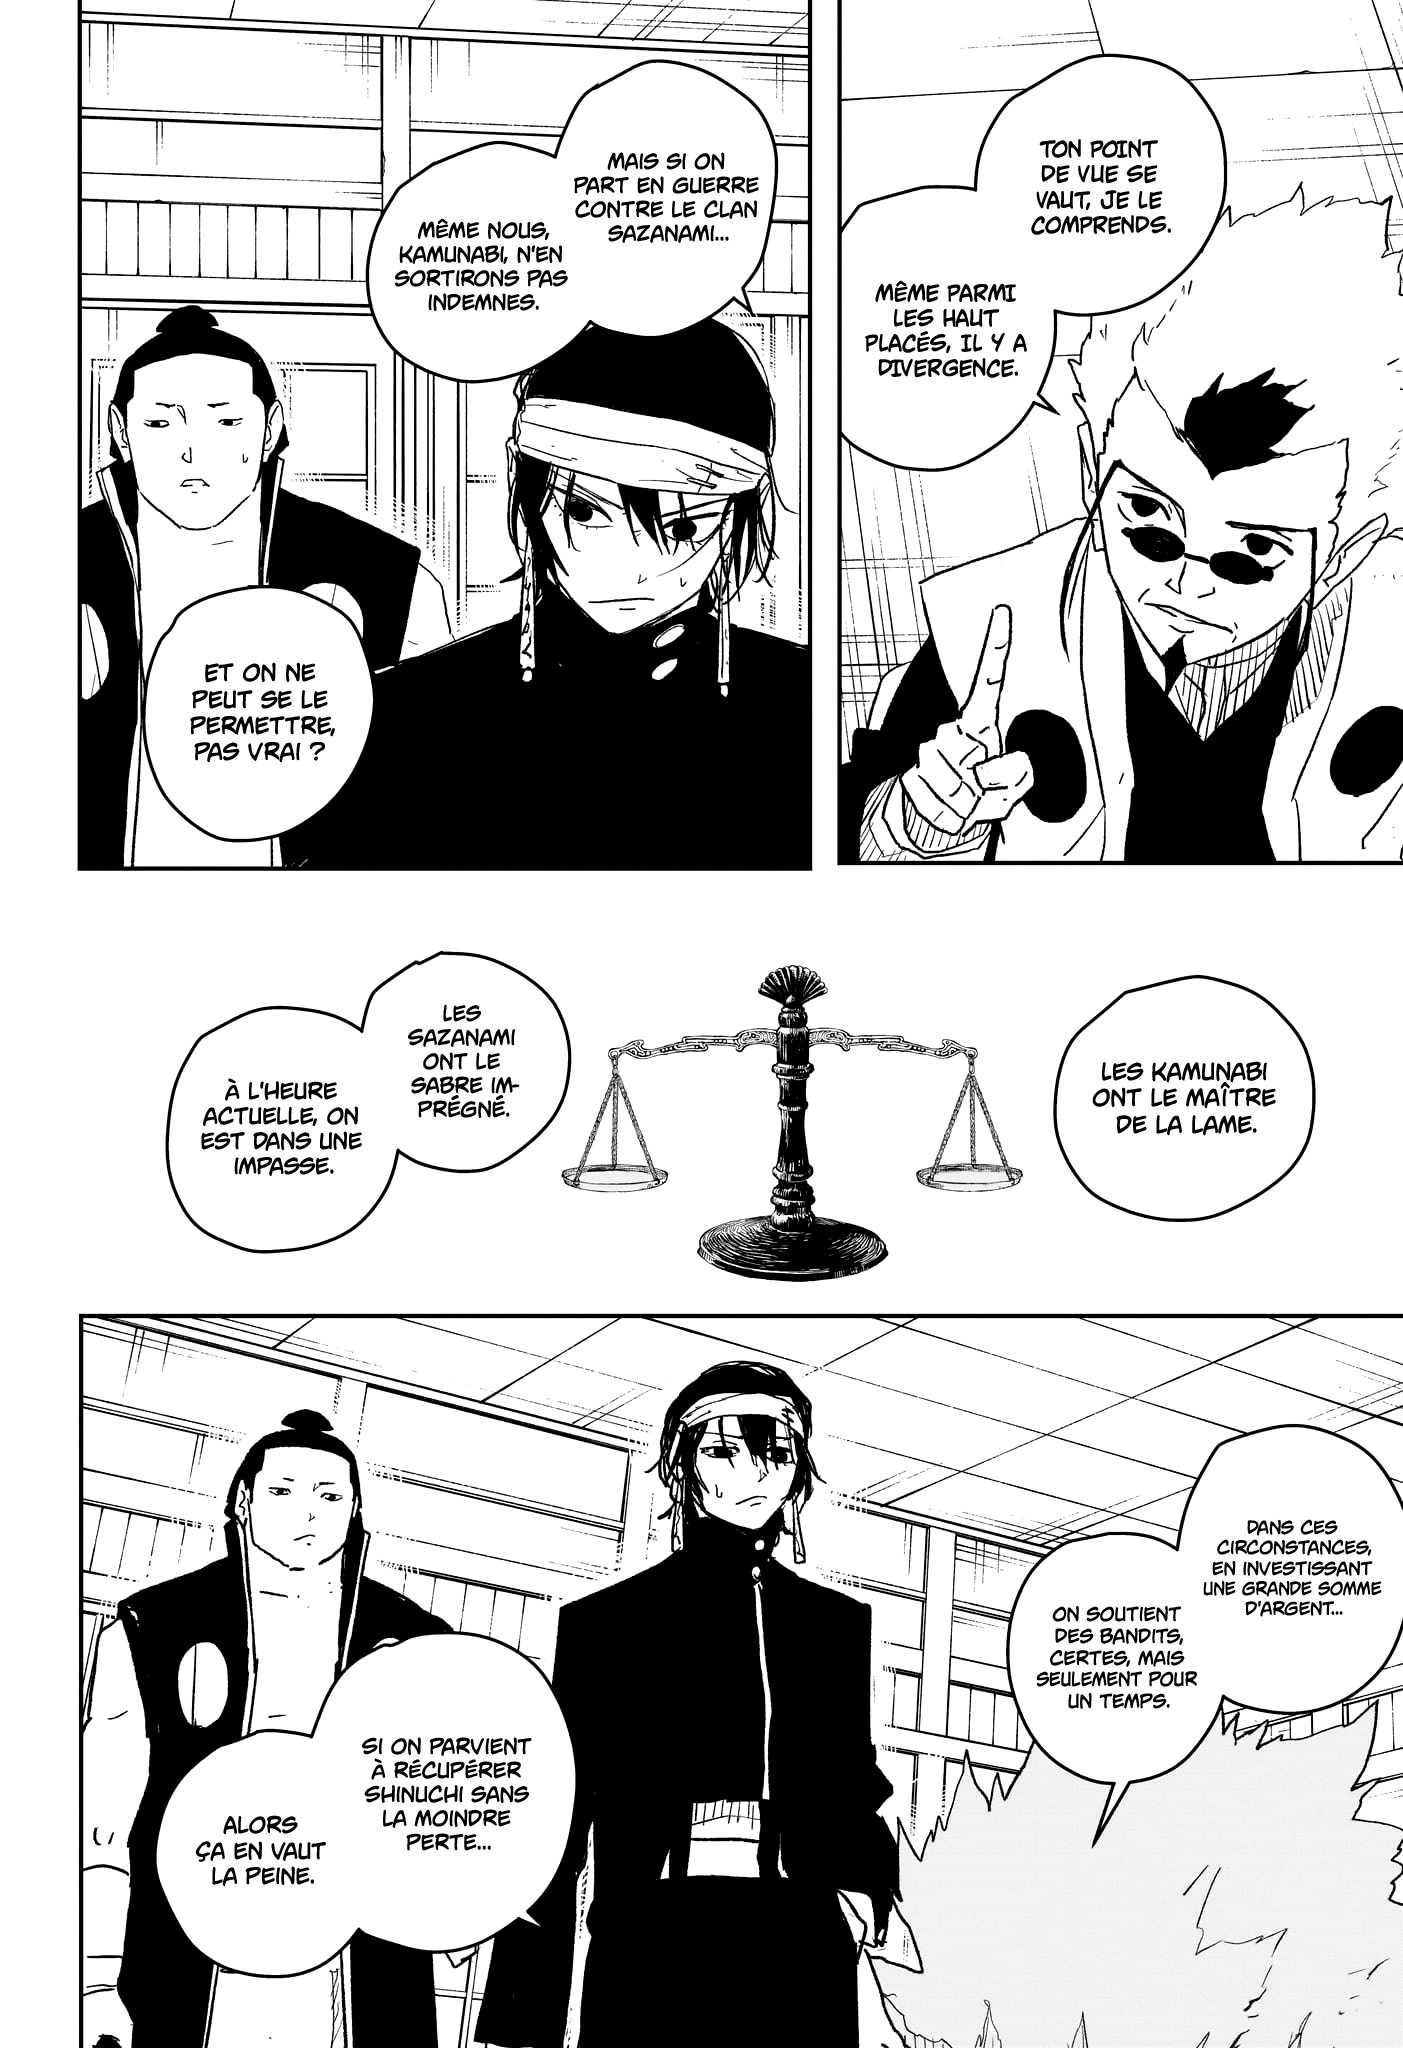 TON POINT
DE VUE SE
VAUT, JE LE
COMPRENDS.
MÊME PARMI
LES HAUT
PLACÉS, IL Y A
DIVERGENCE.
MAIS SI ON
PART EN GUERRE
CONTRE LE CLAN
SAZANAMI...
MÊME NOUS,
KAMUNABI, N'EN
SORTIRONS PAS
INDEMNES.
ET ON NE
PEUT SE LE
PERMETTRE,
PAS VRAI ?
LES KAMUNABI
ONT LE MAÎTRE
DE LA LAME.
LES
SAZANAMI
ONT LE
SABRE IM-
PRÉGNÉ.
À L'HEURE
ACTUELLE, ON
EST DANS UNE
IMPASSE.
DANS CES
CIRCONSTANCES,
EN INVESTISSANT
UNE GRANDE SOMME
D'ARGENT...
ON SOUTIENT
DES BANDITS,
CERTES, MAIS
SEULEMENT POUR
UN TEMPS.
SI ON PARVIENT
À RÉCUPÉRER
SHINUCHI SANS
LA MOINDRE
PERTE...
ALORS
ÇA EN VAUT
LA PEINE.